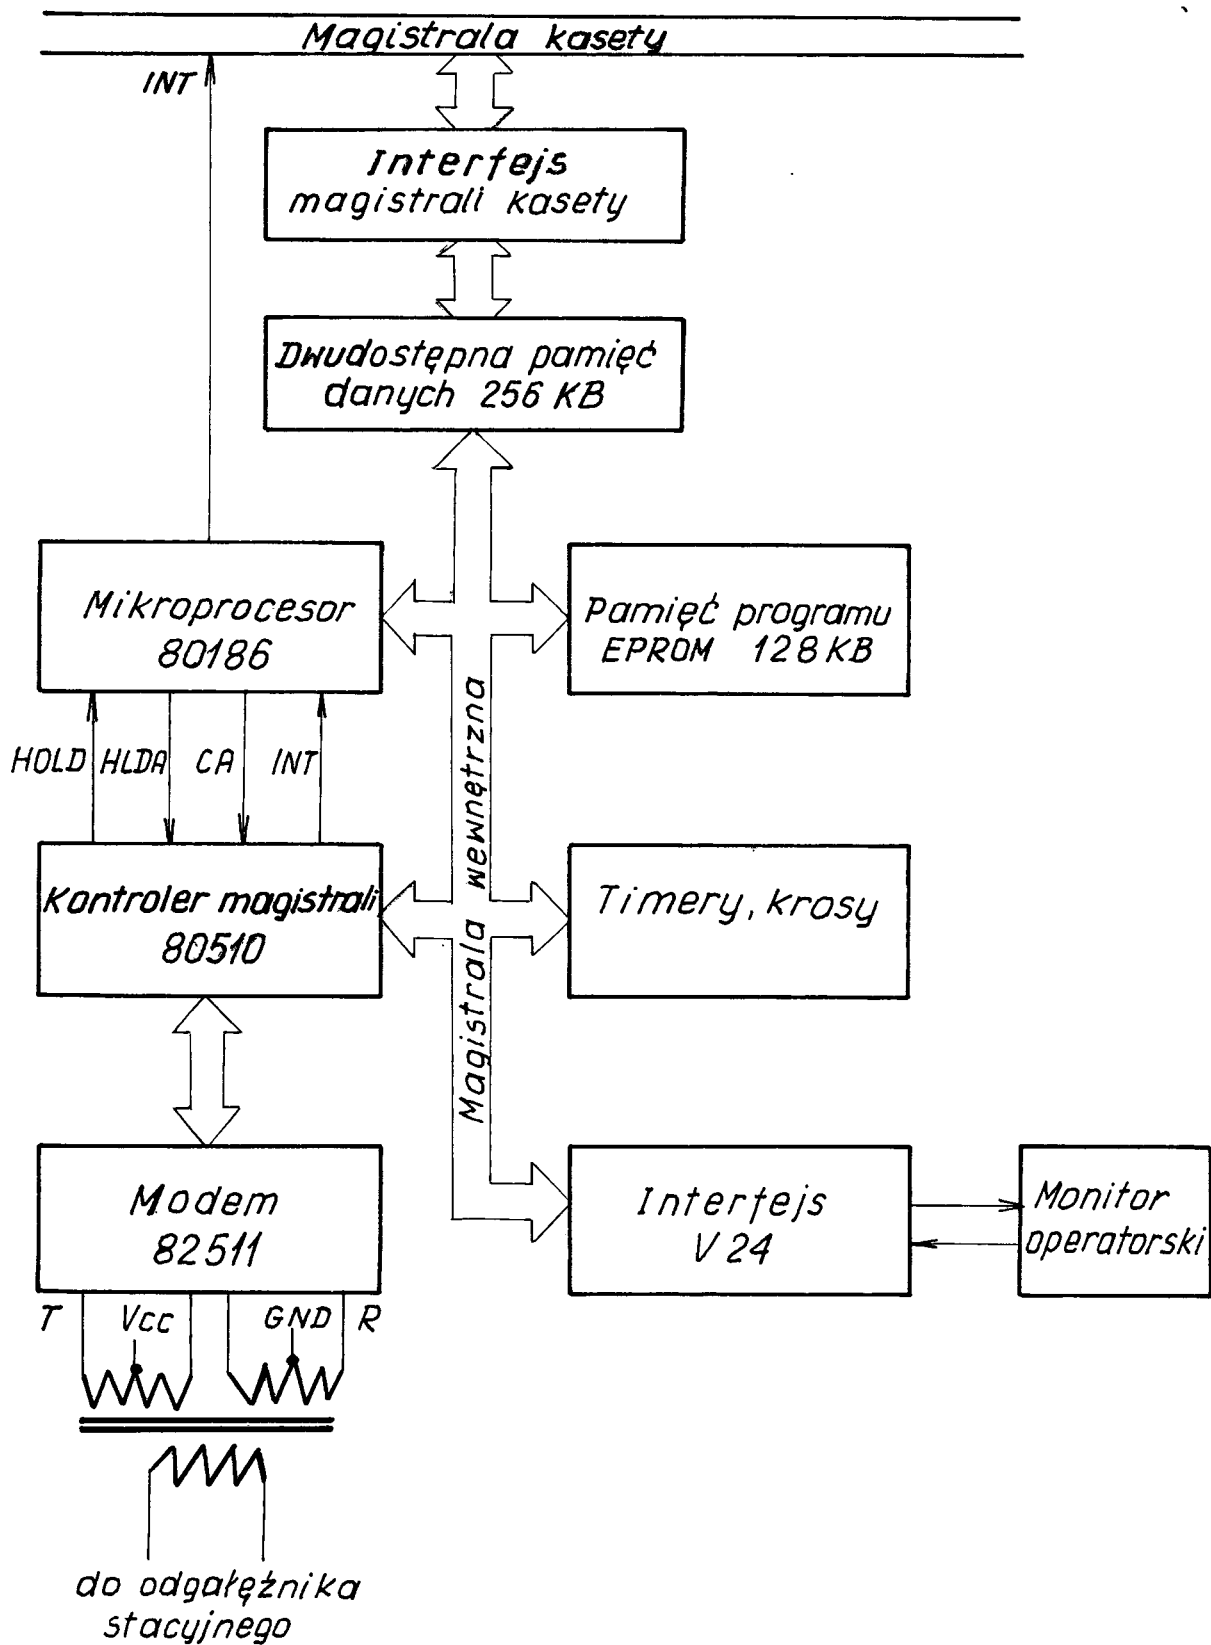 Magistrala kasety
INT
Interfejs
magistrali kasety
Dwudostępna pamięć
danych 256 KB
Mikroprocesor
80186
Pamięć programu
EPROM 128 KB
HOLD HLDA CA INT
Magistrala wewnętrzna
Kontroler magistrali
80510
Timery, krosy
Modem
82511
Interfejs
V 24
Monitor
operatorski
T Vcc GND R
do odgałęźnika
stacyjnego